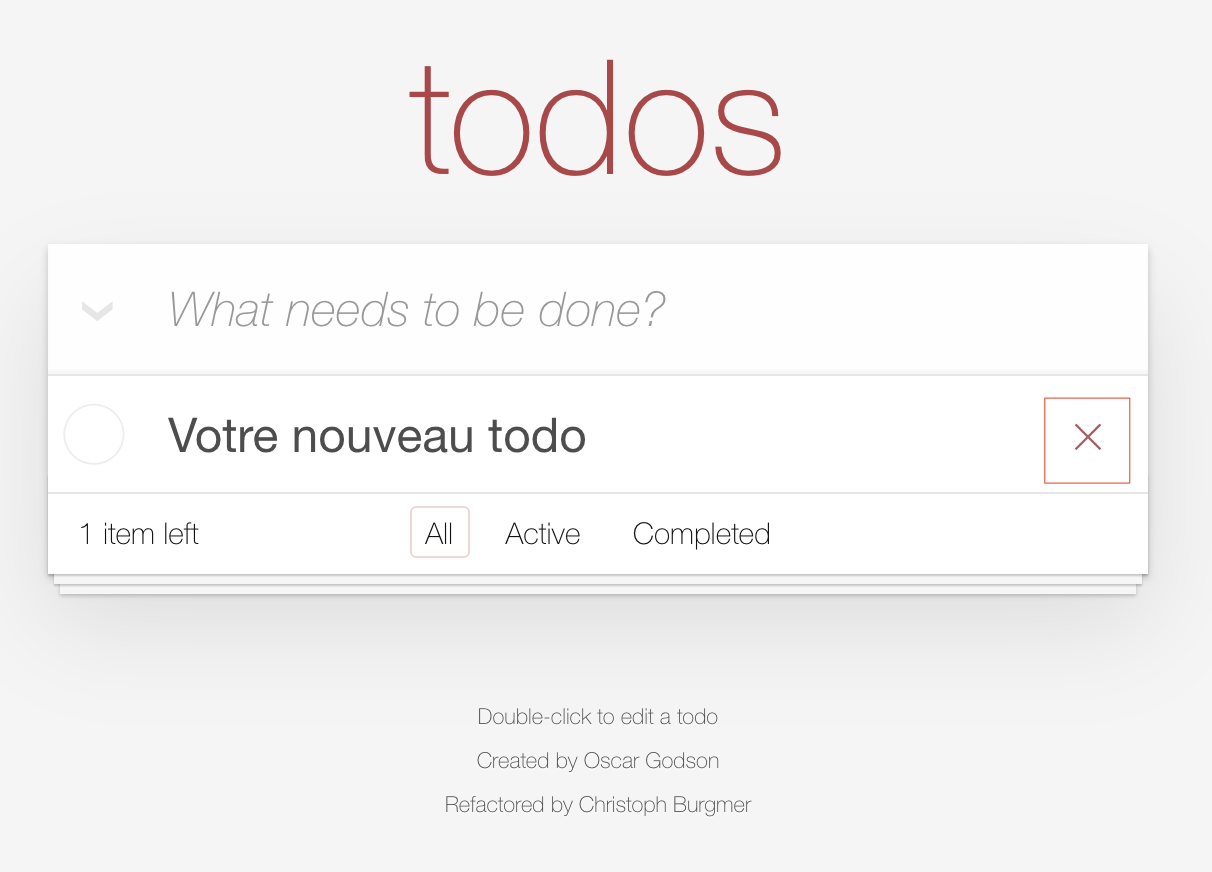 todos
What needs to be done?
Votre nouveau todo
1 item left All Active Completed
Double-click to edit a todo
Created by Oscar Godson
Refactored by Christoph Burgmer